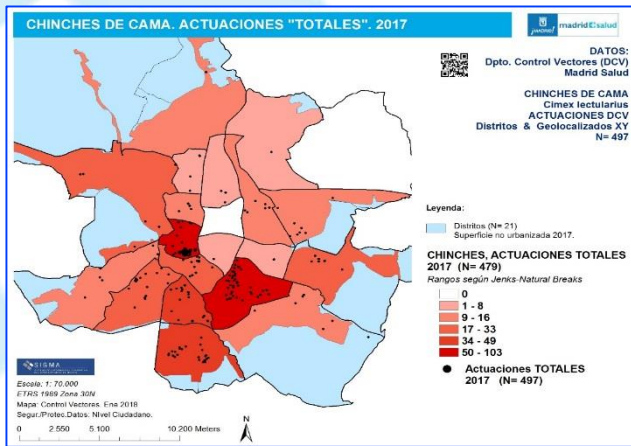 CHINCHES DE CAMA. ACTUACIONES "TOTALES". 2017
¡MADRID!
madrid salud
DATOS:
Dpto. Control Vectores (DCV)
Madrid Salud
CHINCHES DE CAMA
Cimex lectularius
ACTUACIONES DCV
Distritos & Geolocalizados XY
N= 497
Leyenda:
Distritos (N= 21)
Superficie no urbanizada 2017.
CHINCHES, ACTUACIONES TOTALES
2017 (N= 479)
Rangos según Jenks-Natural Breaks
0
1 - 8
9 - 16
17 - 33
34 - 49
50 - 103
Actuaciones TOTALES
2017 (N= 497)
SIGMA
Escala: 1: 70.000
ETRS 1989 Zona 30N
Mapa: Control Vectores. Ene 2018
Segur./Protec.Datos: Nivel Ciudadano.
0 2.550 5.100 10.200 Meters
N